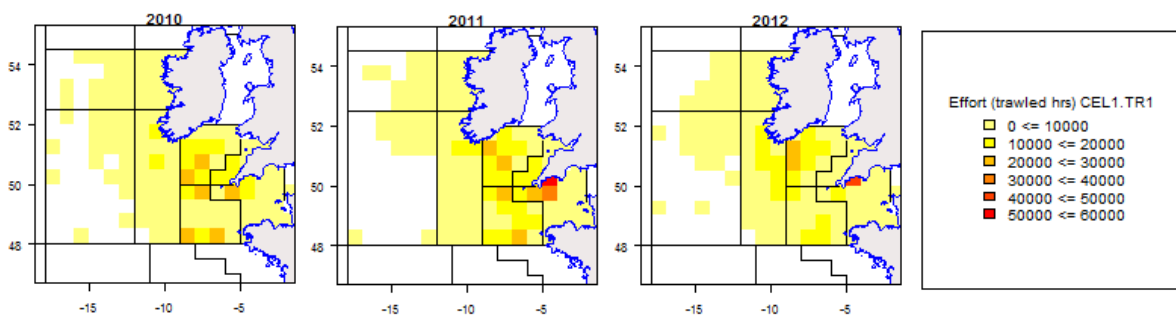 2010 2011 2012
54 54 54
52 52 52
50 50 50
48 48 48
-15 -10 -5 -15 -10 -5 -15 -10 -5
Effort (trawled hrs) CEL1.TR1
0 <= 10000
10000 <= 20000
20000 <= 30000
30000 <= 40000
40000 <= 50000
50000 <= 60000